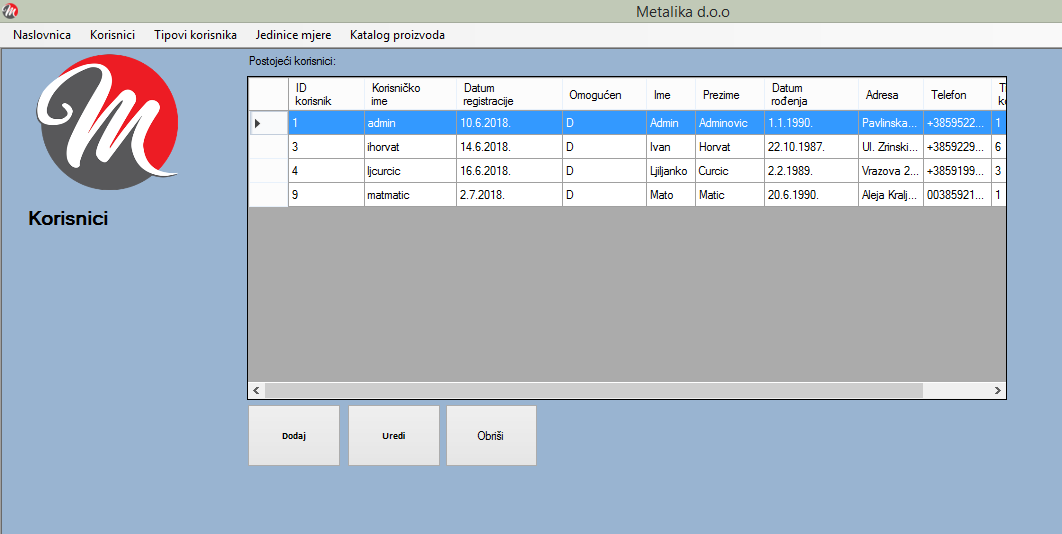 Metalika d.o.o
Naslovnica Korisnici Tipovi korisnika Jedinice mjere Katalog proizvoda
Postojeći korisnici:
ID korisnik Korisničko ime Datum registracije Omogućen Ime Prezime Datum rođenja Adresa Telefon
1 admin 10.6.2018. D Admin Adminovic 1.1.1990. Pavlinska... +3859522... 1
3 ihorvat 14.6.2018. D Ivan Horvat 22.10.1987. Ul. Zrinski... +3859229... 6
4 ljcurcic 16.6.2018. D Ljiljanko Curcic 2.2.1989. Vrazova 2... +3859199... 3
9 matmatic 2.7.2018. D Mato Matic 20.6.1990. Aleja Kralj... 00385921... 1
Korisnici
Dodaj Uredi Obriši